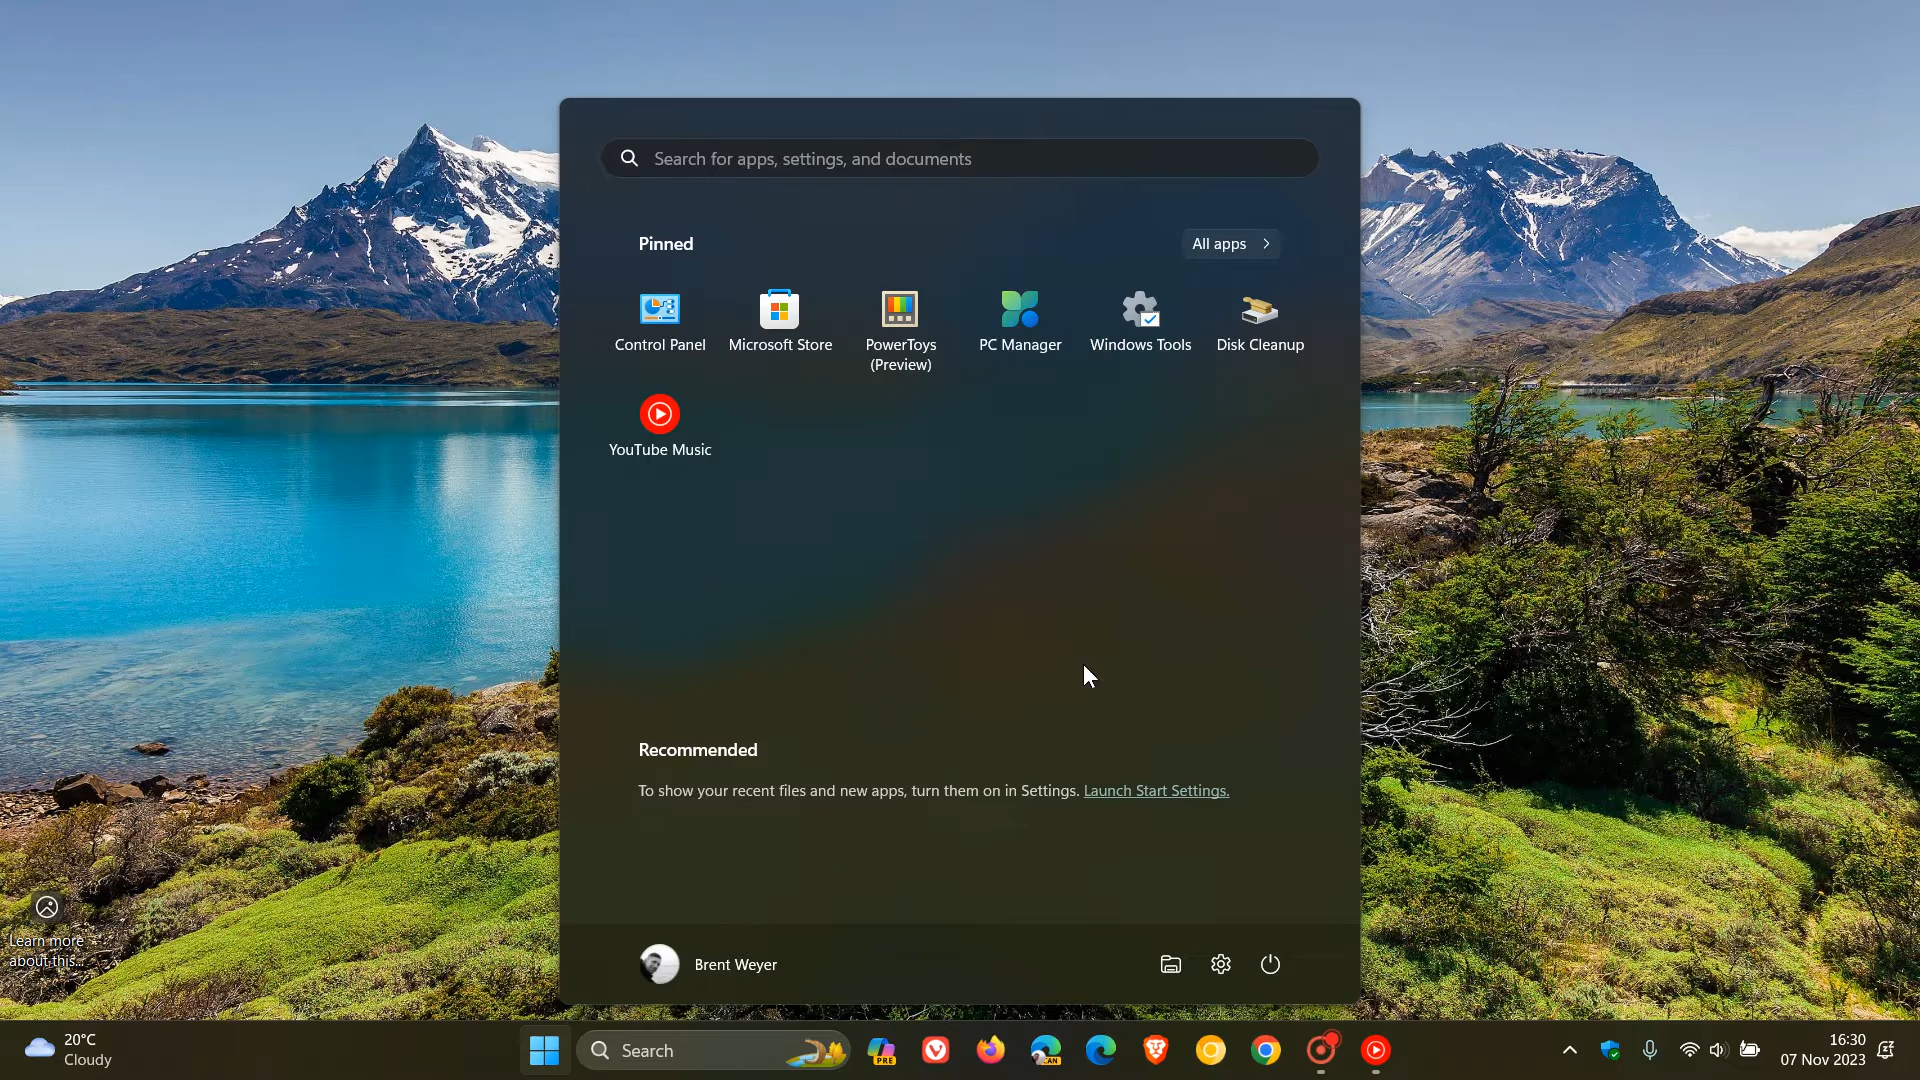 Search for apps, settings, and documents
Pinned
All apps
Control Panel
Microsoft Store
PowerToys
(Preview)
PC Manager
Windows Tools
Disk Cleanup
YouTube Music
Recommended
To show your recent files and new apps, turn them on in Settings. Launch Start Settings.
Learn more
about this...
Brent Weyer
20°C
Cloudy
Search
PRE
CAN
16:30
07 Nov 2023